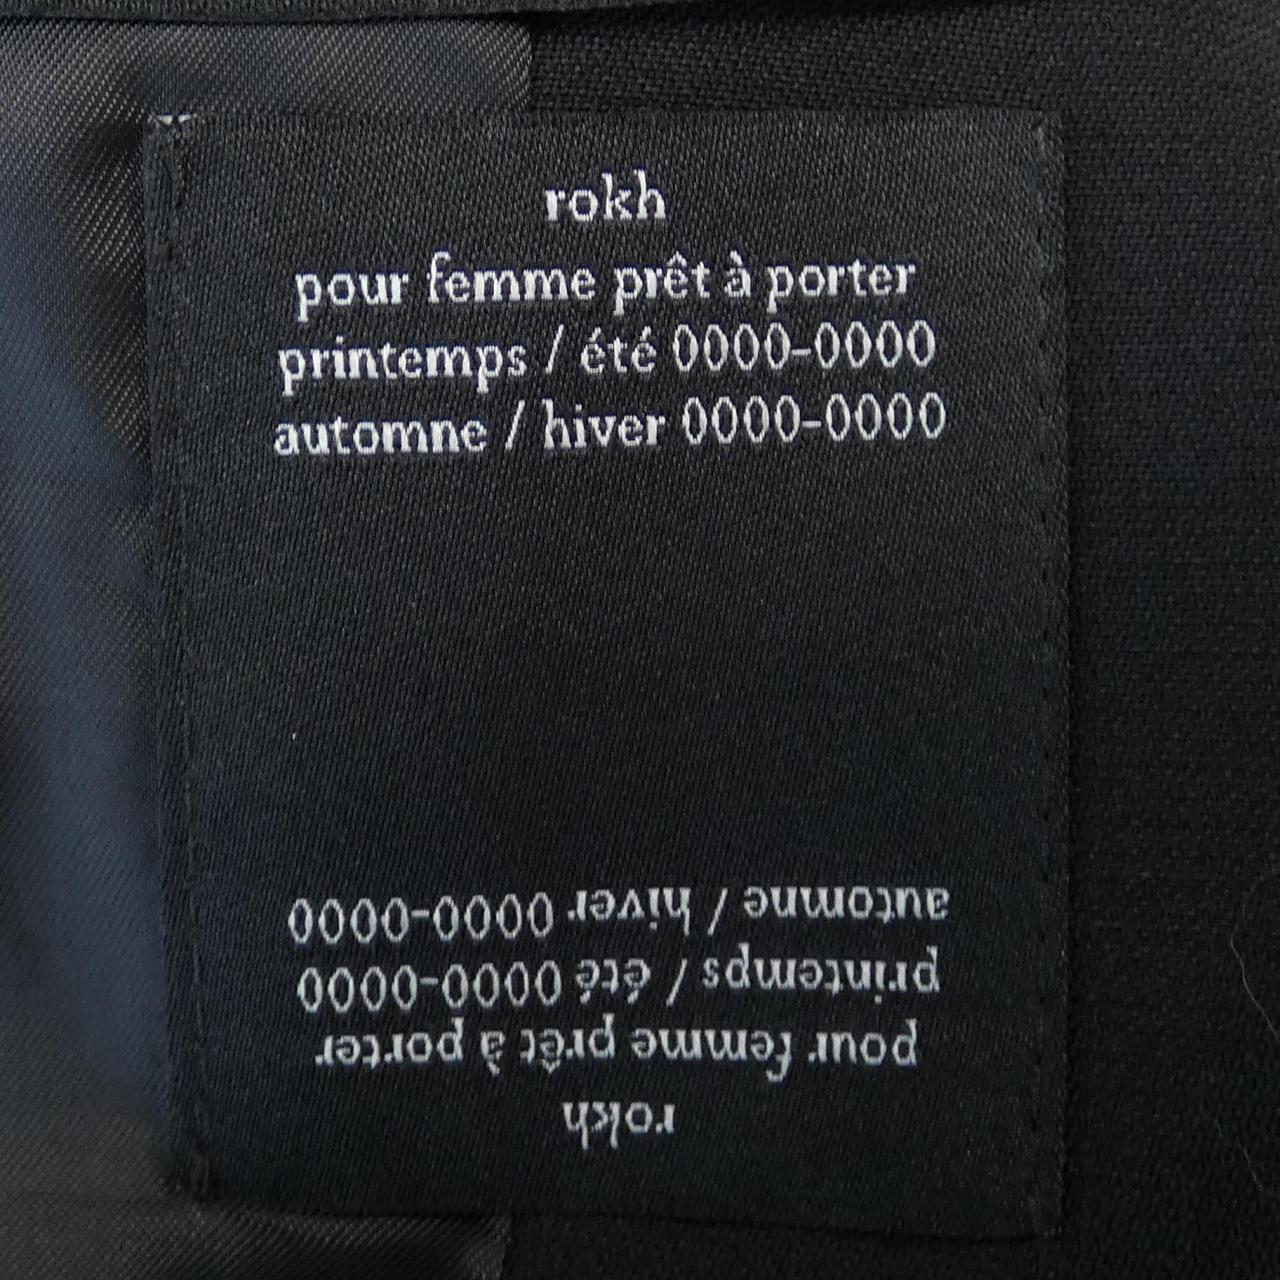 rokh
pour femme prêt à porter
printemps / été 0000-0000
automne / hiver 0000-0000
automne / hiver 0000-0000
printemps / été 0000-0000
pour femme prêt à porter
rokh